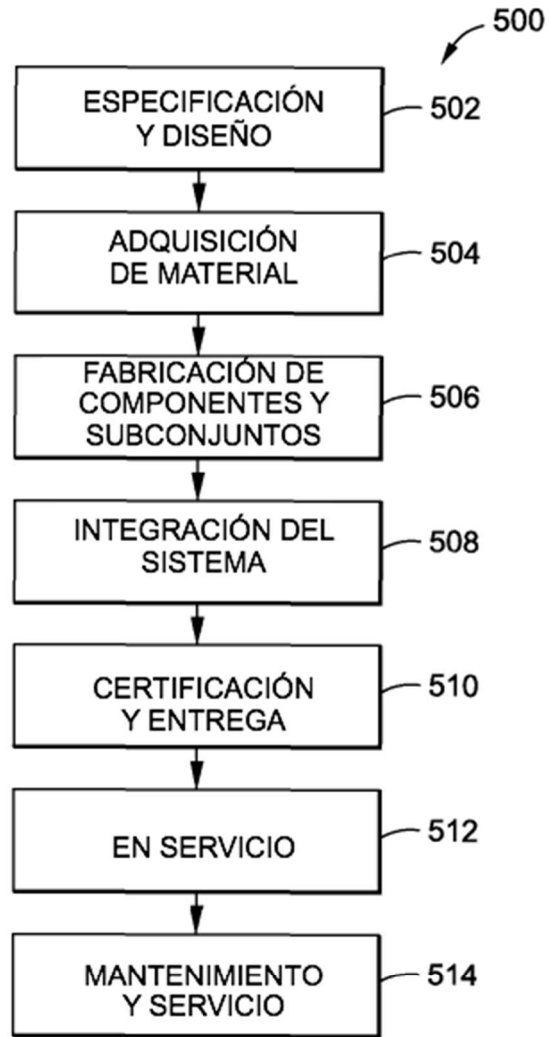 500
ESPECIFICACIÓN
Y DISEÑO
502
ADQUISICIÓN
DE MATERIAL
504
FABRICACIÓN DE
COMPONENTES Y
SUBCONJUNTOS
506
INTEGRACIÓN DEL
SISTEMA
508
CERTIFICACIÓN
Y ENTREGA
510
EN SERVICIO
512
MANTENIMIENTO
Y SERVICIO
514